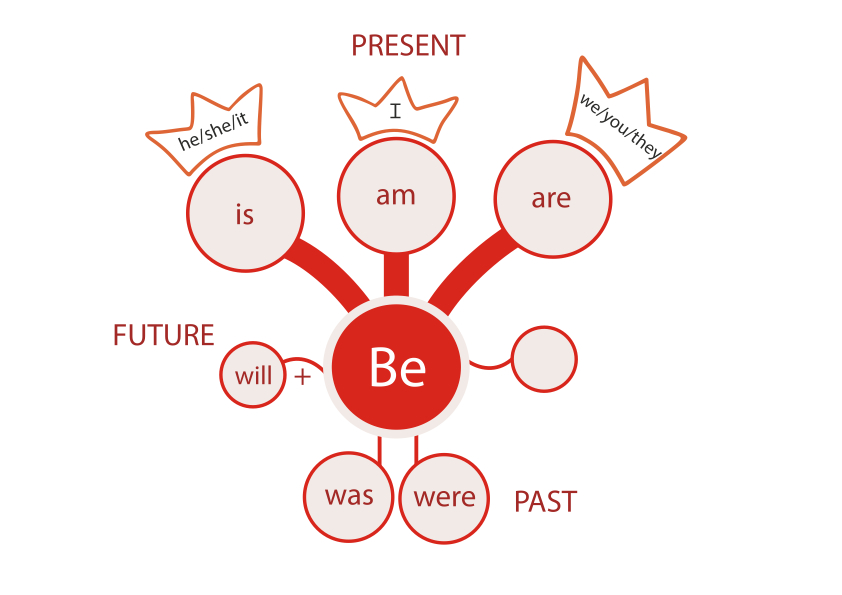 PRESENT
he/she/it
I
we/you/they
is
am
are
FUTURE
will +
Be
was
were
PAST